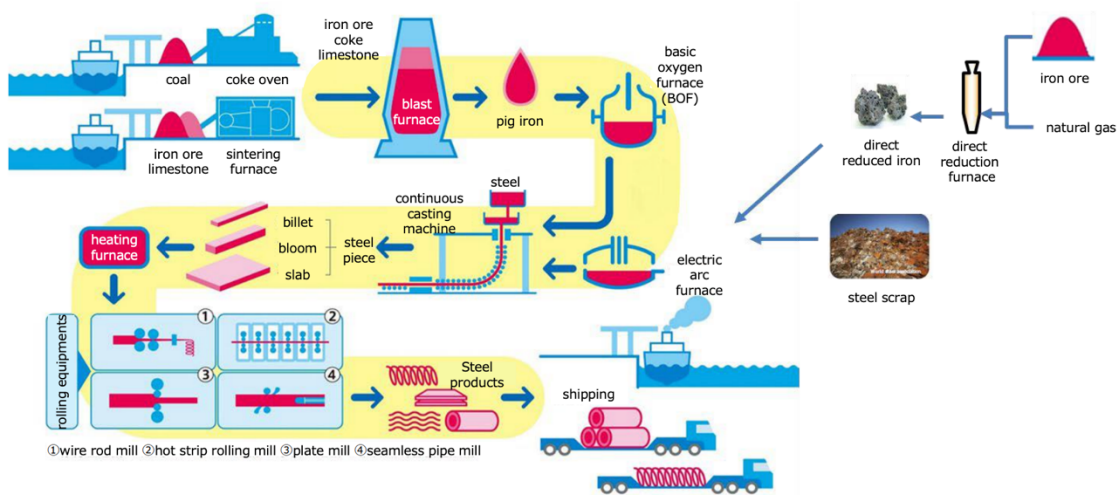 coal
coke oven
iron ore
limestone
sintering
furnace
iron ore
coke
limestone
blast
furnace
pig iron
basic
oxygen
furnace
(BOF)
iron ore
natural gas
direct
reduction
furnace
direct
reduced iron
steel scrap
steel
continuous
casting
machine
electric
arc
furnace
billet
bloom
slab
steel
piece
heating
furnace
rolling equipments
①
②
③
④
①wire rod mill ②hot strip rolling mill ③plate mill ④seamless pipe mill
Steel
products
shipping